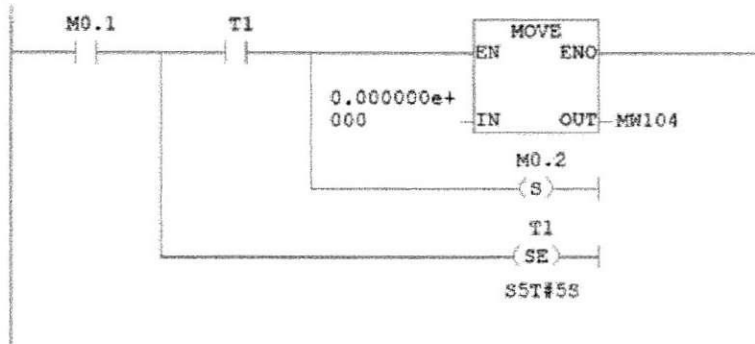 M0.1 T1 MOVE
EN ENO
0.000000e+
000 IN OUT MW104
M0.2
(S)
T1
(SE)
S5T#5S